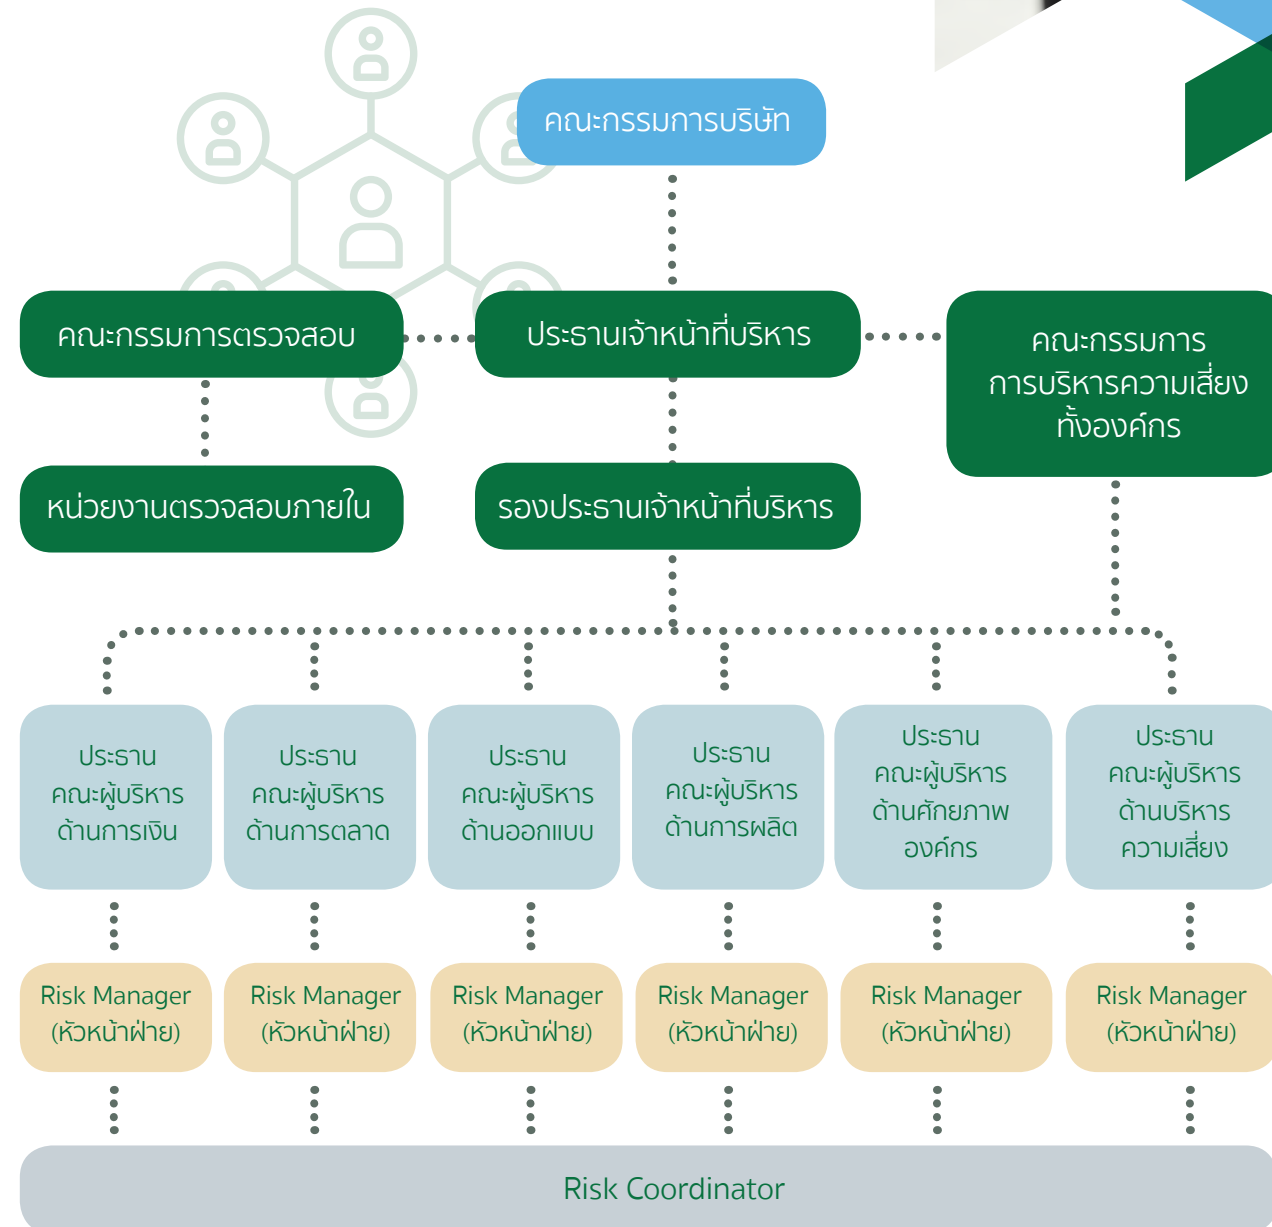 คณะกรรมการบริษัท
คณะกรรมการตรวจสอบ
ประธานเจ้าหน้าที่บริหาร
คณะกรรมการ
การบริหารความเสี่ยง
ทั้งองค์กร
หน่วยงานตรวจสอบภายใน
รองประธานเจ้าหน้าที่บริหาร
ประธาน
คณะผู้บริหาร
ด้านการเงิน
ประธาน
คณะผู้บริหาร
ด้านการตลาด
ประธาน
คณะผู้บริหาร
ด้านออกแบบ
ประธาน
คณะผู้บริหาร
ด้านการผลิต
ประธาน
คณะผู้บริหาร
ด้านศักยภาพ
องค์กร
ประธาน
คณะผู้บริหาร
ด้านบริหาร
ความเสี่ยง
Risk Manager
(หัวหน้าฝ่าย)
Risk Manager
(หัวหน้าฝ่าย)
Risk Manager
(หัวหน้าฝ่าย)
Risk Manager
(หัวหน้าฝ่าย)
Risk Manager
(หัวหน้าฝ่าย)
Risk Manager
(หัวหน้าฝ่าย)
Risk Coordinator